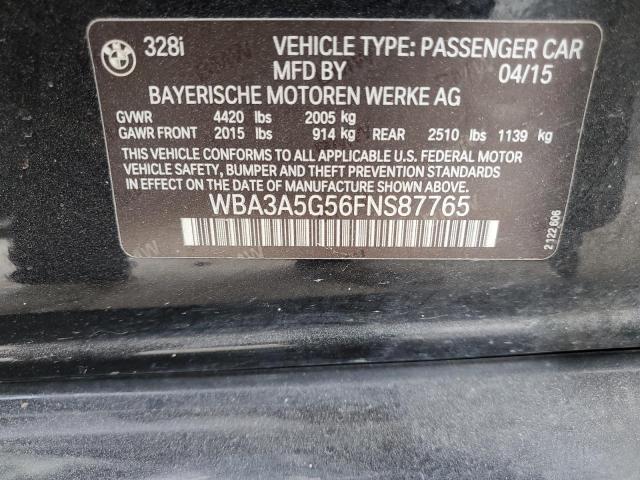 328i VEHICLE TYPE: PASSENGER CAR
MFD BY 04/15
BAYERISCHE MOTOREN WERKE AG
GVWR 4420 lbs 2005 kg
GAWR FRONT 2015 lbs 914 kg REAR 2510 lbs 1139 kg
THIS VEHICLE CONFORMS TO ALL APPLICABLE U.S. FEDERAL MOTOR
VEHICLE SAFETY, BUMPER AND THEFT PREVENTION STANDARDS
IN EFFECT ON THE DATE OF MANUFACTURE SHOWN ABOVE.
WBA3A5G56FNS87765
2 122 606